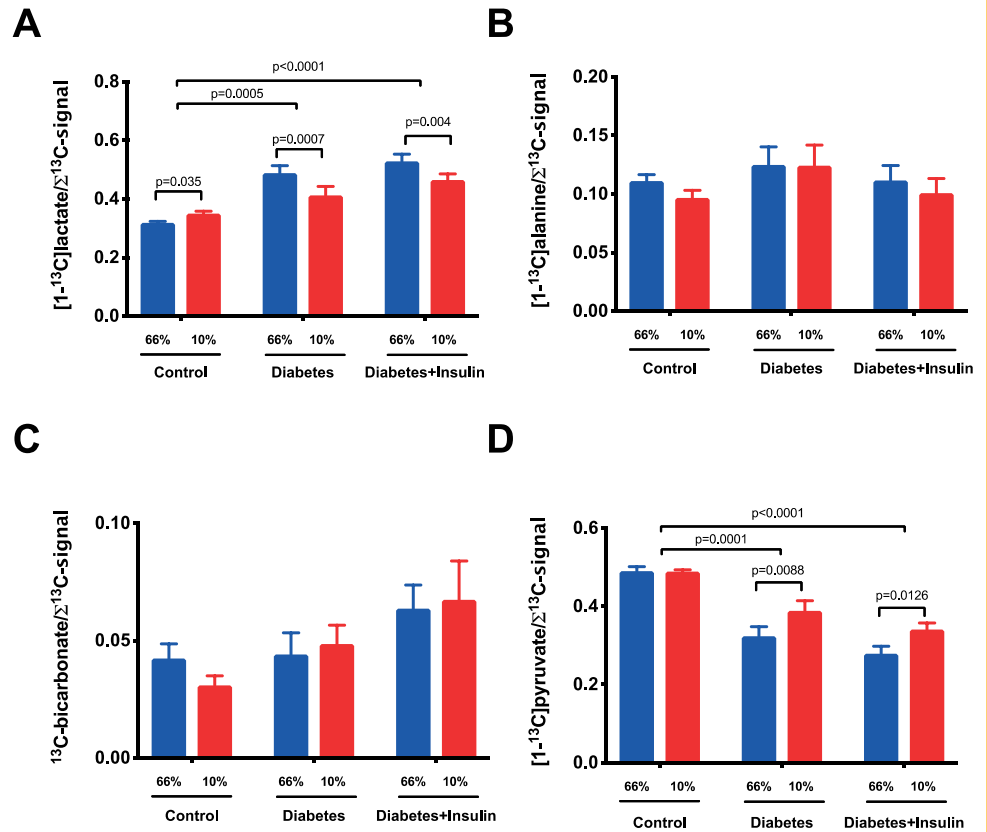 A
[1-¹³C]lactate/Σ¹³C-signal
0.8
0.6
0.4
0.2
0.0
p<0.0001
p=0.0005
p=0.0007
p=0.004
p=0.035
66% 10% 66% 10% 66% 10%
Control Diabetes Diabetes+Insulin
B
[1-¹³C]alanine/Σ¹³C-signal
0.20
0.15
0.10
0.05
0.00
66% 10% 66% 10% 66% 10%
Control Diabetes Diabetes+Insulin
C
¹³C-bicarbonate/Σ¹³C-signal
0.10
0.05
0.00
66% 10% 66% 10% 66% 10%
Control Diabetes Diabetes+Insulin
D
[1-¹³C]pyruvate/Σ¹³C-signal
0.6
0.4
0.2
0.0
p<0.0001
p=0.0001
p=0.0088
p=0.0126
66% 10% 66% 10% 66% 10%
Control Diabetes Diabetes+Insulin